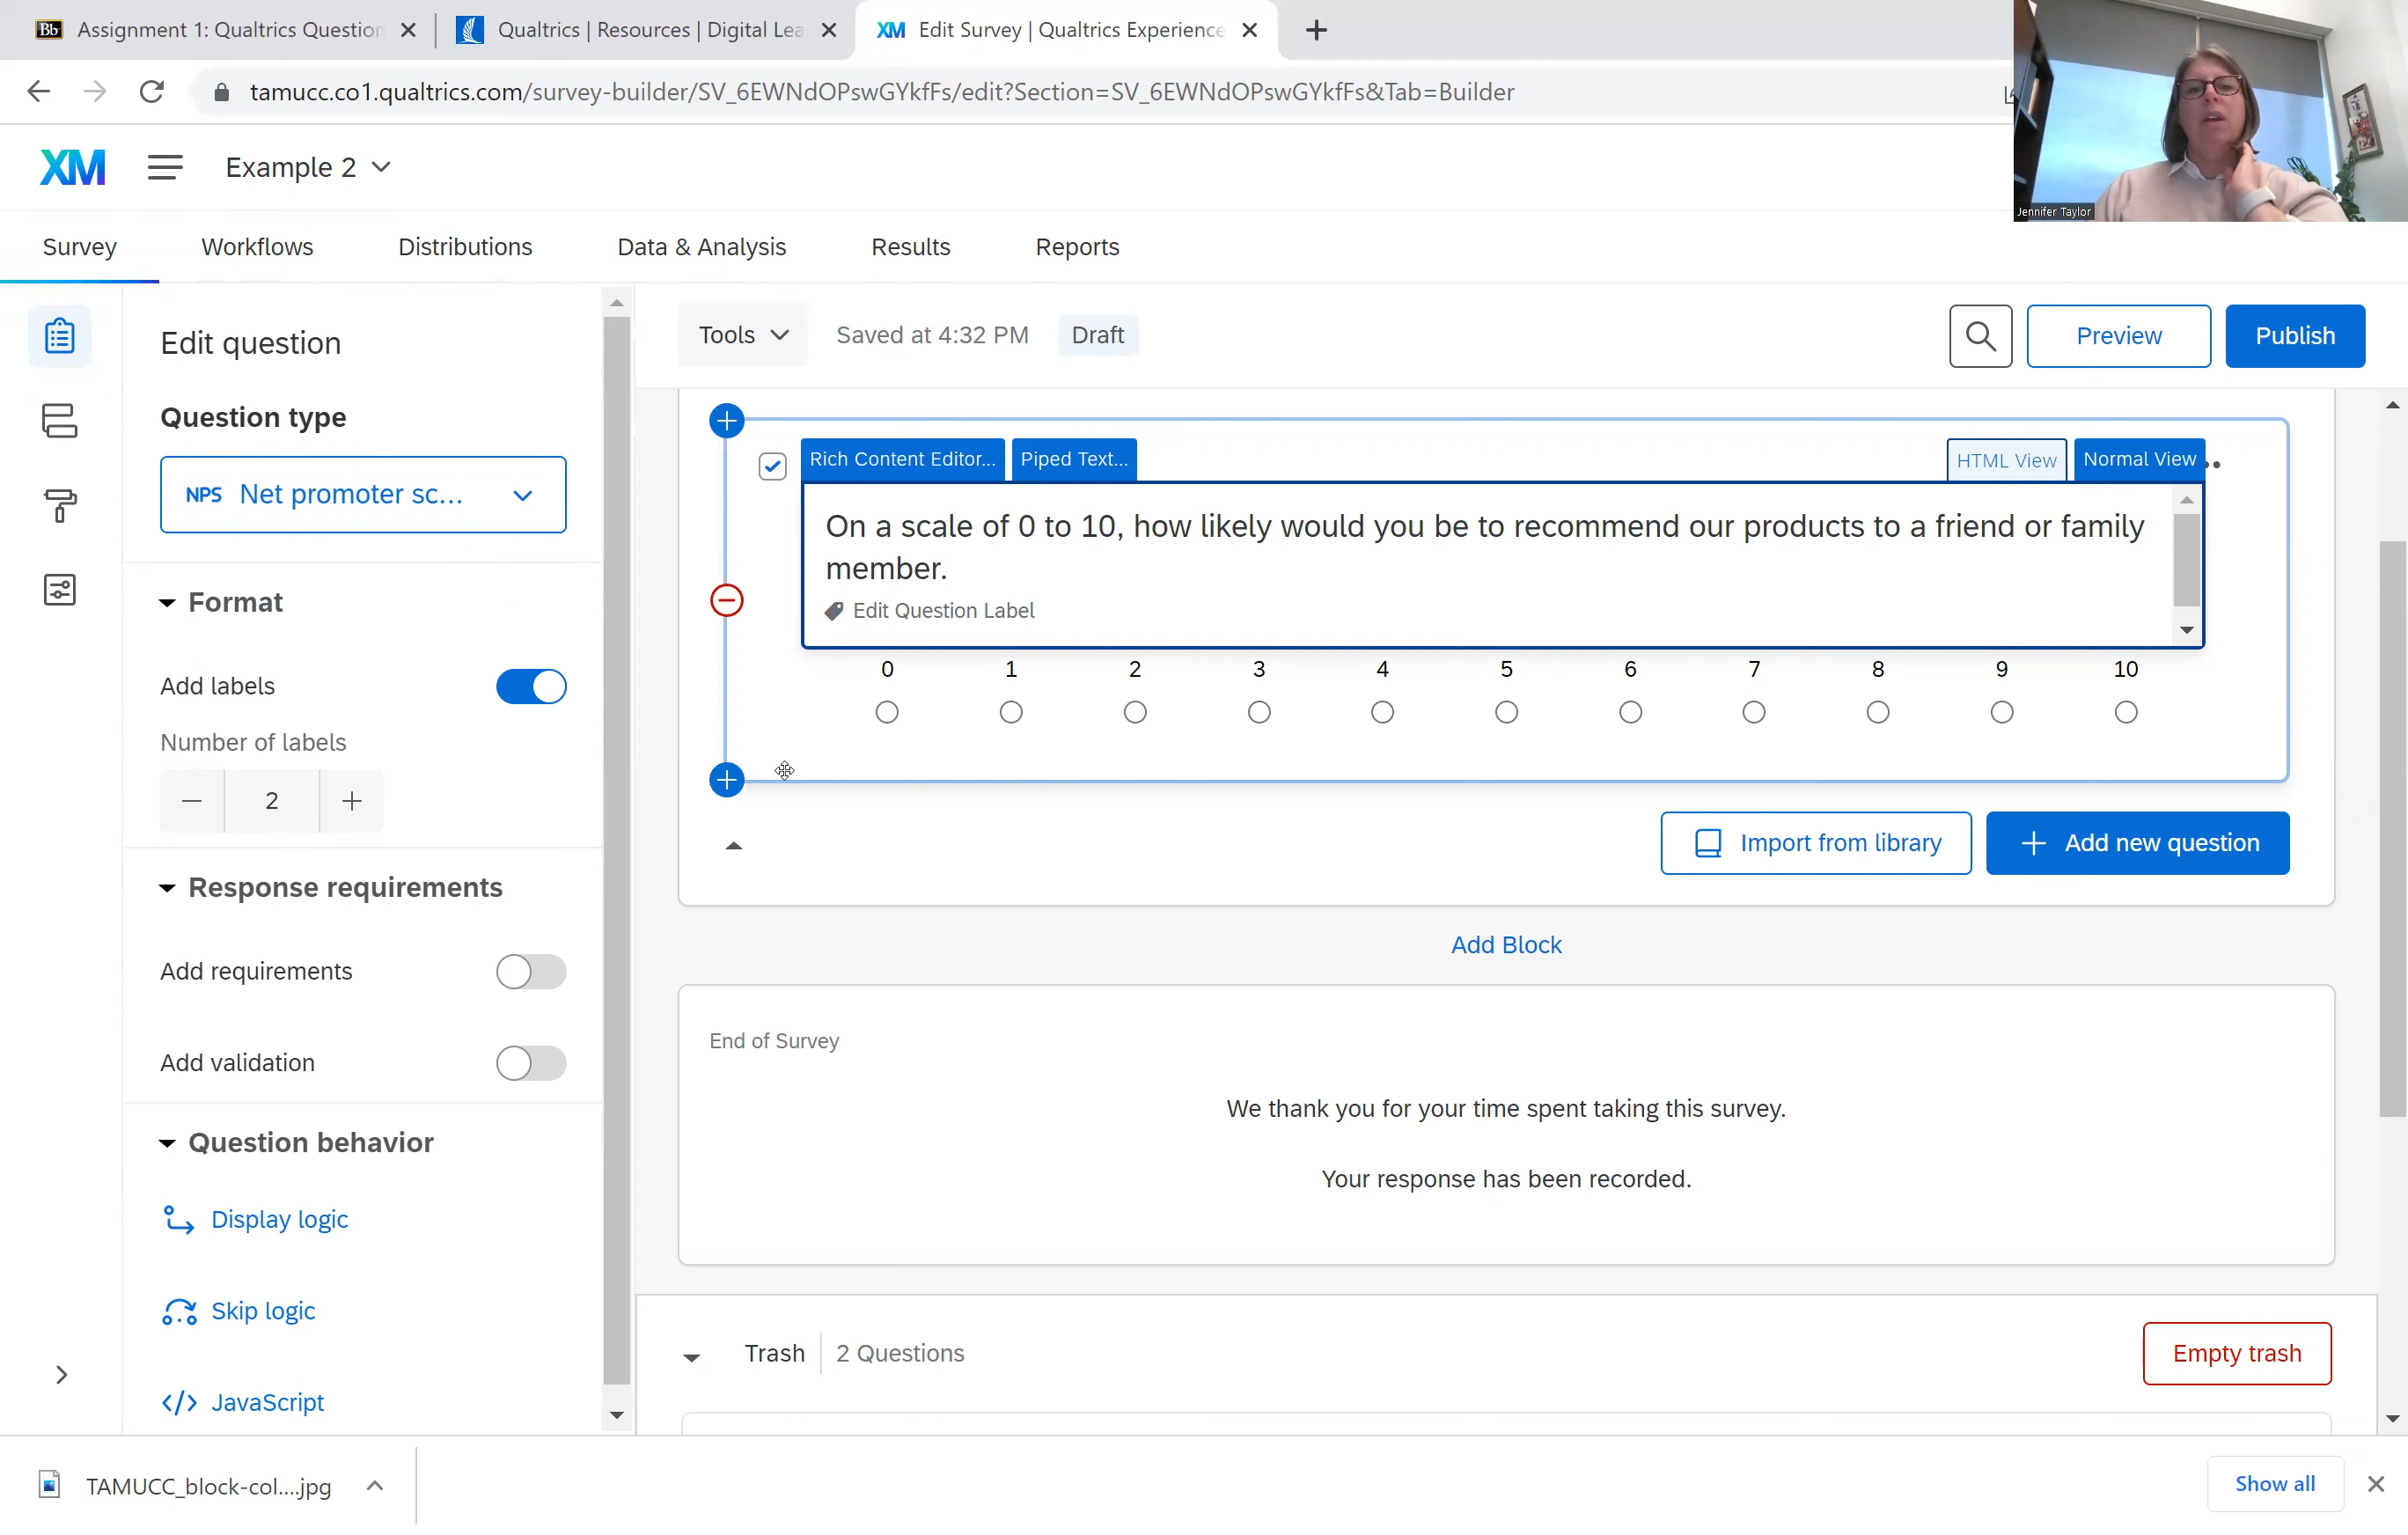 Bb Assignment 1: Qualtrics Question
Qualtrics | Resources | Digital Lea
XM Edit Survey | Qualtrics Experience
tamucc.co1.qualtrics.com/survey-builder/SV_6EWNdOPswGYkfFs/edit?Section=SV_6EWNdOPswGYkfFs&Tab=Builder
Jennifer Taylor
XM Example 2
Survey Workflows Distributions Data & Analysis Results Reports
Edit question
Tools Saved at 4:32 PM Draft Preview Publish
Question type
NPS Net promoter sc...
Rich Content Editor... Piped Text... HTML View Normal View
On a scale of 0 to 10, how likely would you be to recommend our products to a friend or family
member.
Edit Question Label
0 1 2 3 4 5 6 7 8 9 10
Format
Add labels
Number of labels
2
Import from library Add new question
Response requirements
Add requirements
Add validation
Add Block
End of Survey
We thank you for your time spent taking this survey.
Your response has been recorded.
Question behavior
Display logic
Skip logic
JavaScript
Trash 2 Questions Empty trash
TAMUCC_block-col....jpg Show all